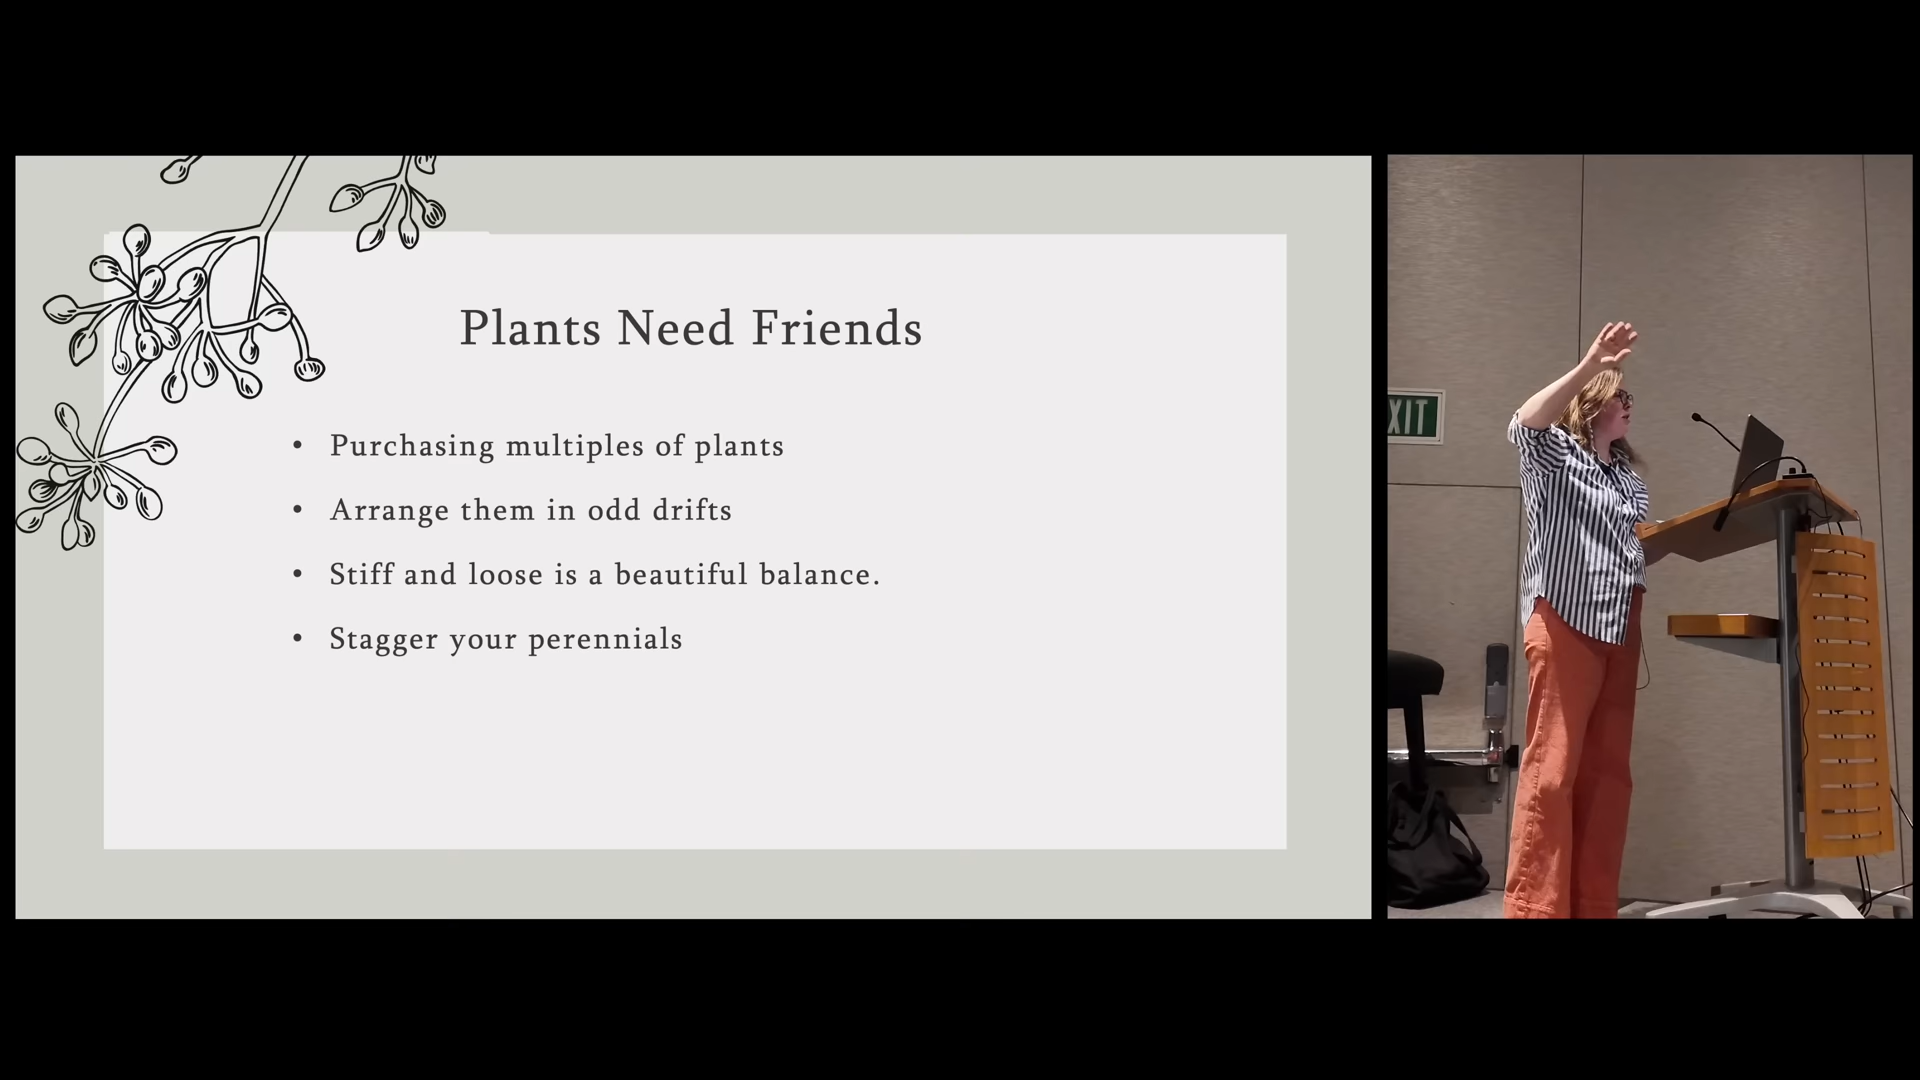 Plants Need Friends
• Purchasing multiples of plants
• Arrange them in odd drifts
• Stiff and loose is a beautiful balance.
• Stagger your perennials
XIT